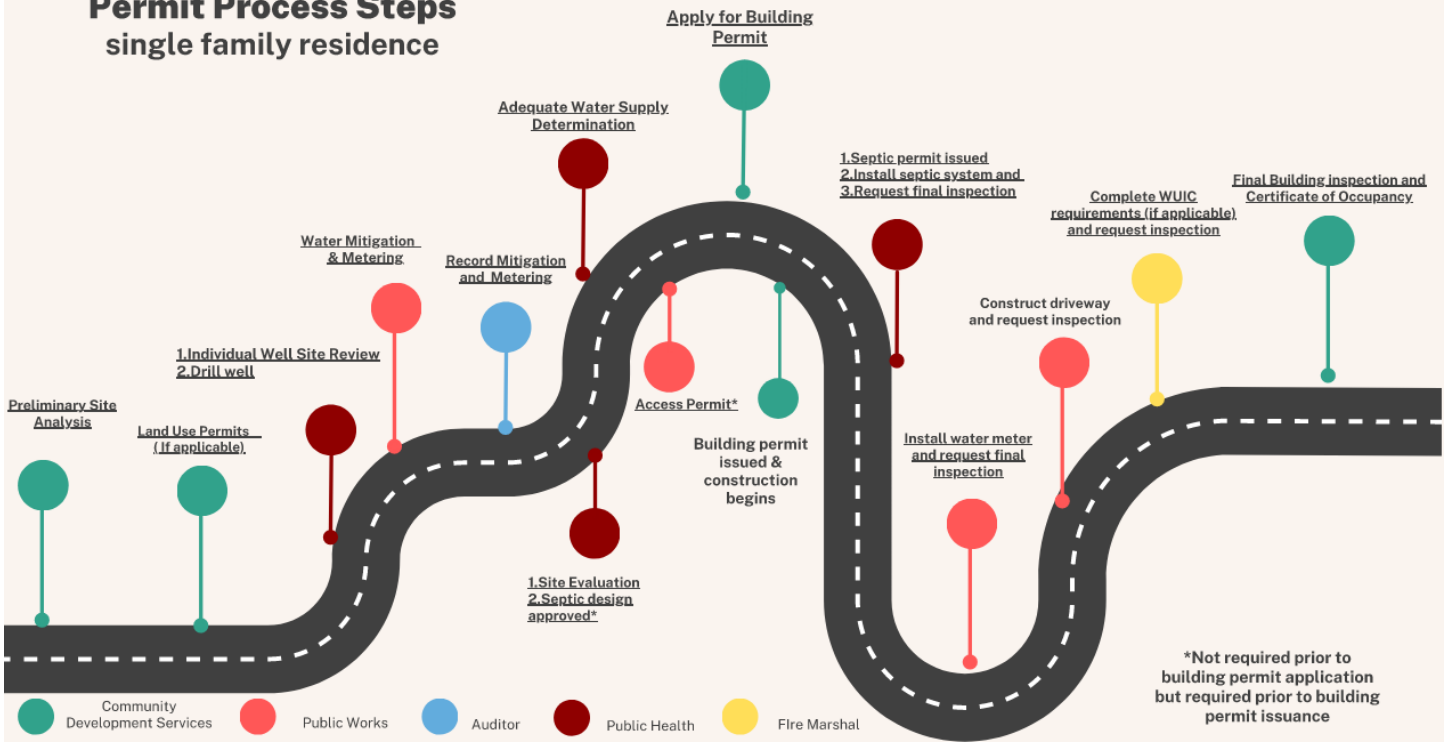 Permit Process Steps
single family residence
Apply for Building
Permit
Adequate Water Supply
Determination
1.Septic permit issued
2.Install septic system and
3.Request final inspection
Final Building inspection and
Certificate of Occupancy
Complete WUIC
requirements (if applicable)
and request inspection
Water Mitigation
& Metering
Record Mitigation
and Metering
Construct driveway
and request inspection
1.Individual Well Site Review
2.Drill well
Preliminary Site
Analysis
Land Use Permits
( If applicable)
Access Permit*
Building permit
issued &
construction
begins
Install water meter
and request final
inspection
1.Site Evaluation
2.Septic design
approved*
*Not required prior to
building permit application
but required prior to building
permit issuance
Community
Development Services
Public Works
Auditor
Public Health
FIre Marshal